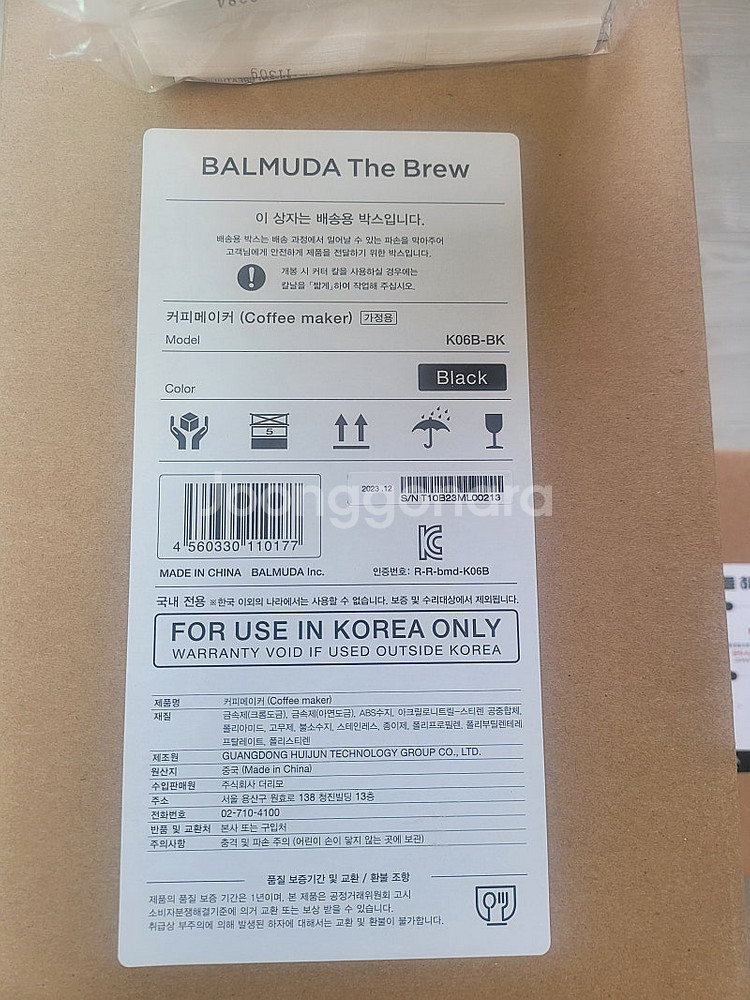 1130g
BALMUDA The Brew
이 상자는 배송용 박스입니다.
배송용 박스는 배송 과정에서 일어날 수 있는 파손을 막아주어
고객님에게 안전하게 제품을 전달하기 위한 박스입니다.
개봉 시 커터 칼을 사용하실 경우에는
칼날을 「짧게」하여 작업해 주십시오.
커피메이커 (Coffee maker) 가정용
Model K06B-BK
Color Black
5
2023 .12
S/N T10B23ML00213
4 560330 110177
MADE IN CHINA BALMUDA Inc.
인증번호: R-R-bmd-K06B
Joonggonara
국내 전용 ※한국 이외의 나라에서는 사용할 수 없습니다. 보증 및 수리대상에서 제외됩니다.
FOR USE IN KOREA ONLY
WARRANTY VOID IF USED OUTSIDE KOREA
제품명 커피메이커 (Coffee maker)
재질 금속제(크롬도금), 금속제(아연도금), ABS수지, 아크릴로니트릴-스티렌 공중합체,
폴리아미드, 고무제, 불소수지, 스테인레스, 종이제, 폴리프로필렌, 폴리부틸렌테레
프탈레이트, 폴리스티렌
제조원 GUANGDONG HUIJUN TECHNOLOGY GROUP CO., LTD.
원산지 중국 (Made in China)
수입판매원 주식회사 더리모
주소 서울 용산구 원효로 138 청진빌딩 13층
전화번호 02-710-4100
반품 및 교환처 본사 또는 구입처
주의사항 충격 및 파손 주의 (어린이 손이 닿지 않는 곳에 보관)
품질 보증기간 및 교환 / 환불 조항
제품의 품질 보증 기간은 1년이며, 본 제품은 공정거래위원회 고시
소비자분쟁해결기준에 의거 교환 또는 보상 받을 수 있습니다.
취급상 부주의에 의해 발생된 하자에 대해서는 교환 및 환불이 불가합니다.